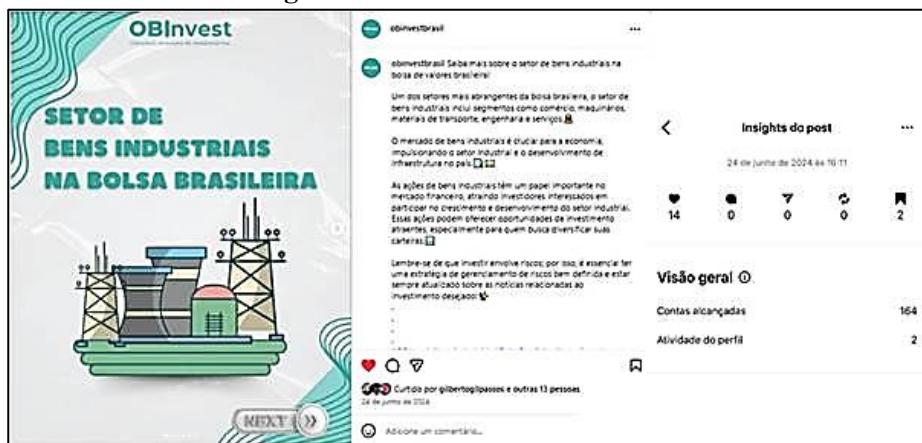 OBInvest
SETOR DE
BENS INDUSTRIAIS
NA BOLSA BRASILEIRA
NEXT
obinvestbrasil
obinvestbrasil Saiba mais sobre o setor de bens industriais na
bolsa de valores brasileira!
Um dos setores mais abrangentes da bolsa brasileira, o setor de
bens industriais inclui segmentos como comércio, maquinários,
materiais de transporte, engenharia e serviços.
O mercado de bens industriais é crucial para a economia,
impulsionando o setor industrial e o desenvolvimento de
infraestrutura no país.
As ações de bens industriais têm um papel importante no
mercado financeiro, atraindo investidores interessados em
participar no crescimento e desenvolvimento do setor industrial.
Essas ações podem oferecer oportunidades de investimento
atraentes, especialmente para quem busca diversificar suas
carteiras.
Lembre-se de que investir envolve riscos; por isso, é essencial ter
uma estratégia de gerenciamento de riscos bem definida e estar
sempre atualizado sobre as notícias relacionadas ao
investimento desejado!
Curtido por gilbertogilpassos e outras 13 pessoas
24 de junho de 2024
Adicione um comentário...
Insights do post
24 de junho de 2024 às 16:11
14 0 0 0 2
Visão geral
Contas alcançadas 164
Atividade do perfil 2